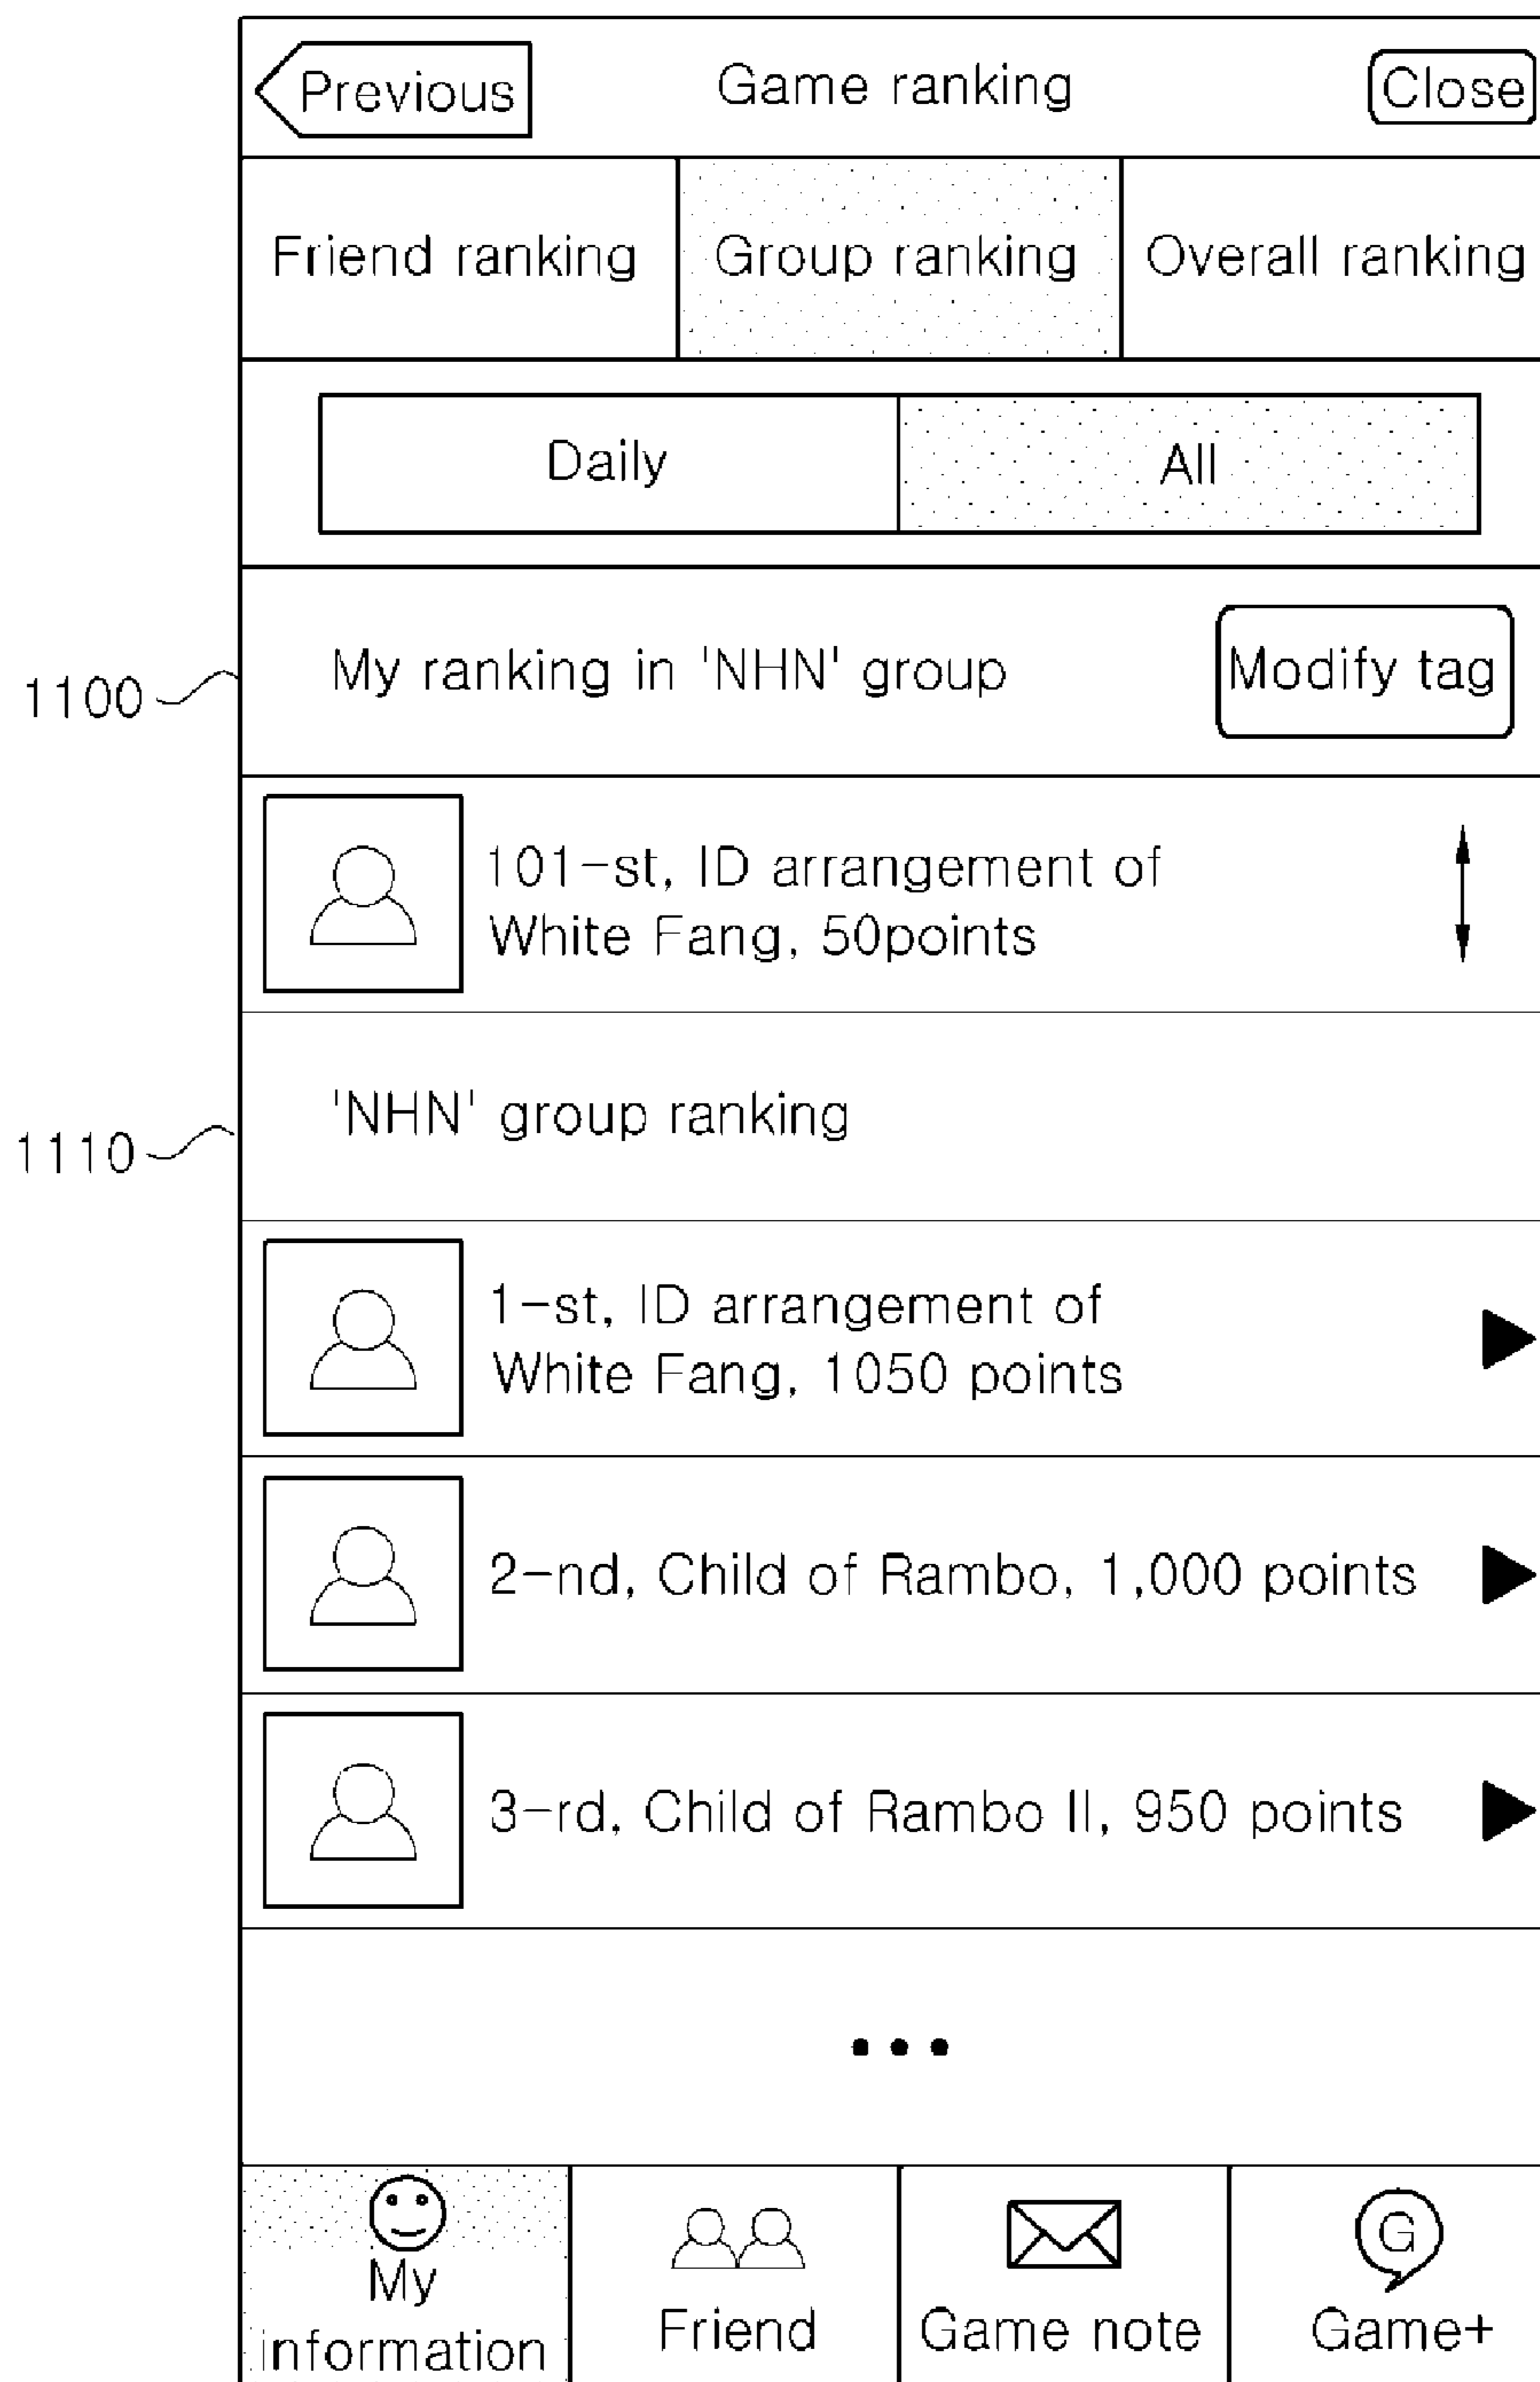 Previous
Game ranking
Close
Friend ranking
Group ranking
Overall ranking
Daily
All
1100
My ranking in 'NHN' group
Modify tag
101-st, ID arrangement of
White Fang, 50points
1110
'NHN' group ranking
1-st, ID arrangement of
White Fang, 1050 points
2-nd, Child of Rambo, 1,000 points
3-rd, Child of Rambo II, 950 points
•••
My
information
Friend
Game note
G
Game+